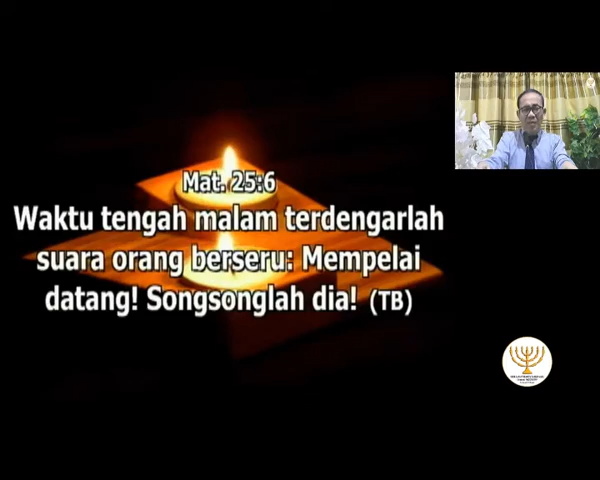 Mat. 25:6
Waktu tengah malam terdengarlah
suara orang berseru: Mempelai
datang! Songsonglah dia! (TB)